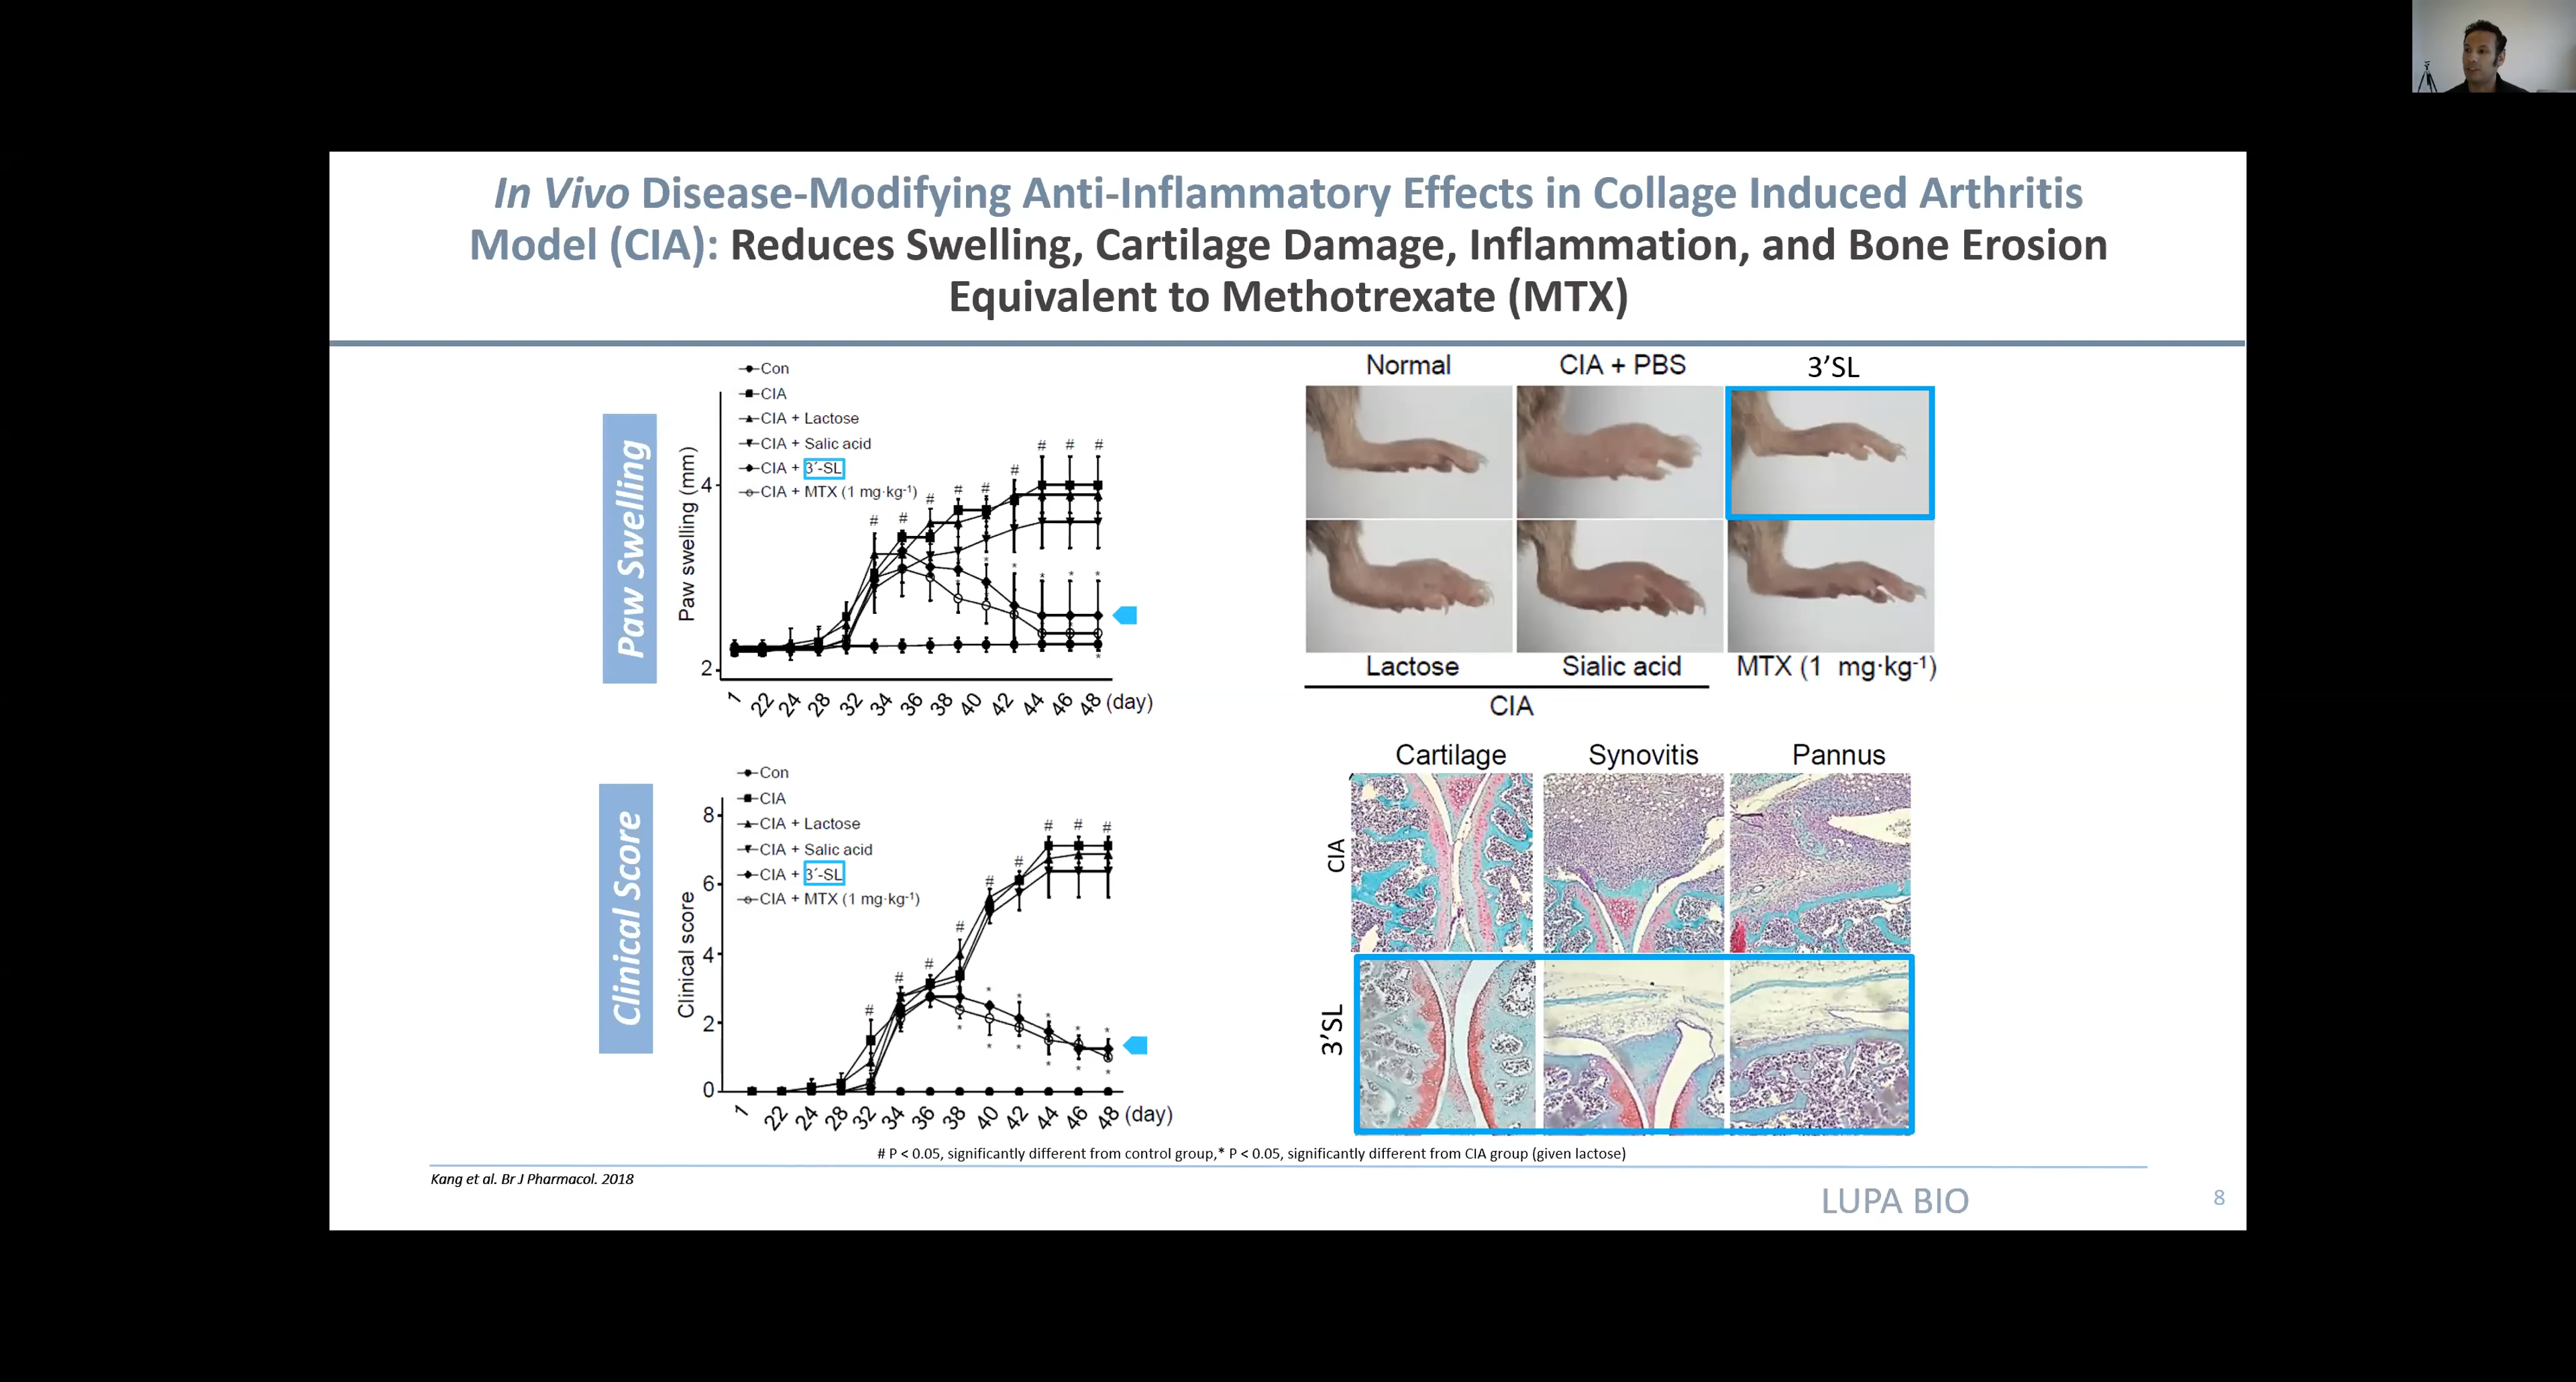 In Vivo Disease-Modifying Anti-Inflammatory Effects in Collage Induced Arthritis
Model (CIA): Reduces Swelling, Cartilage Damage, Inflammation, and Bone Erosion
Equivalent to Methotrexate (MTX)
Paw Swelling
Con
CIA
CIA + Lactose
CIA + Salic acid
CIA + 3´-SL
CIA + MTX (1 mg·kg-1)
Paw swelling (mm)
4
2
# # # # # # # # #
* * * * * *
1 22 24 28 32 34 36 38 40 42 44 46 48 (day)
Normal CIA + PBS 3’SL
Lactose Sialic acid MTX (1 mg·kg-1)
CIA
Clinical Score
Con
CIA
CIA + Lactose
CIA + Salic acid
CIA + 3´-SL
CIA + MTX (1 mg·kg-1)
Clinical score
8
6
4
2
0
# # # # # # # # #
* * * * * * * * * * *
1 22 24 28 32 34 36 38 40 42 44 46 48 (day)
Cartilage Synovitis Pannus
CIA
3’SL
# P < 0.05, significantly different from control group,* P < 0.05, significantly different from CIA group (given lactose)
Kang et al. Br J Pharmacol. 2018
LUPA BIO
8